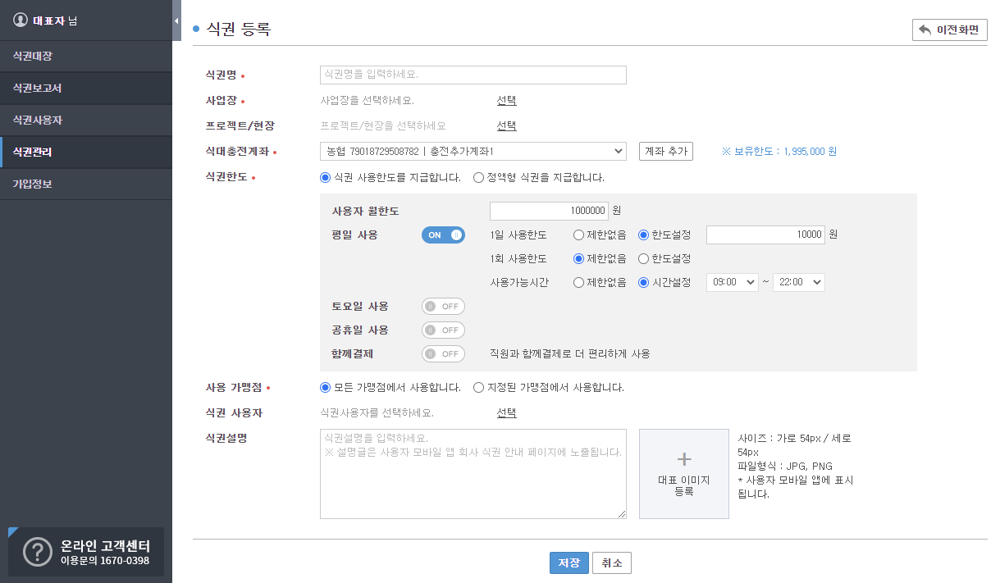 대표자 님
식권대장
식권보고서
식권사용자
식권관리
가입정보
온라인 고객센터
이용문의 1670-0398
식권 등록
이전화면
식권명
식권명을 입력하세요.
사업장
사업장을 선택하세요.
선택
프로젝트/현장
프로젝트/현장을 선택하세요
선택
식대충전계좌
농협 79018729508782 | 충전추가계좌1
계좌 추가
※ 보유한도 : 1,995,000 원
식권한도
식권 사용한도를 지급합니다.
정액형 식권을 지급합니다.
사용자 월한도
1000000 원
평일 사용
ON
1일 사용한도
제한없음
한도설정
10000 원
1회 사용한도
제한없음
한도설정
사용가능시간
제한없음
시간설정
09:00 ~ 22:00
토요일 사용
OFF
공휴일 사용
OFF
함께결제
OFF
직원과 함께결제로 더 편리하게 사용
사용 가맹점
모든 가맹점에서 사용합니다.
지정된 가맹점에서 사용합니다.
식권 사용자
식권사용자를 선택하세요.
선택
식권설명
식권설명을 입력하세요.
※ 설명글은 사용자 모바일 앱 회사 식권 안내 페이지에 노출됩니다.
+
대표 이미지
등록
사이즈 : 가로 54px / 세로
54px
파일형식 : JPG, PNG
* 사용자 모바일 앱에 표시
됩니다.
저장
취소